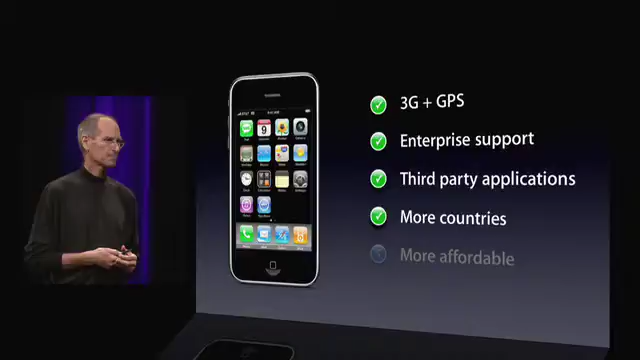 3G + GPS
Enterprise support
Third party applications
More countries
More affordable